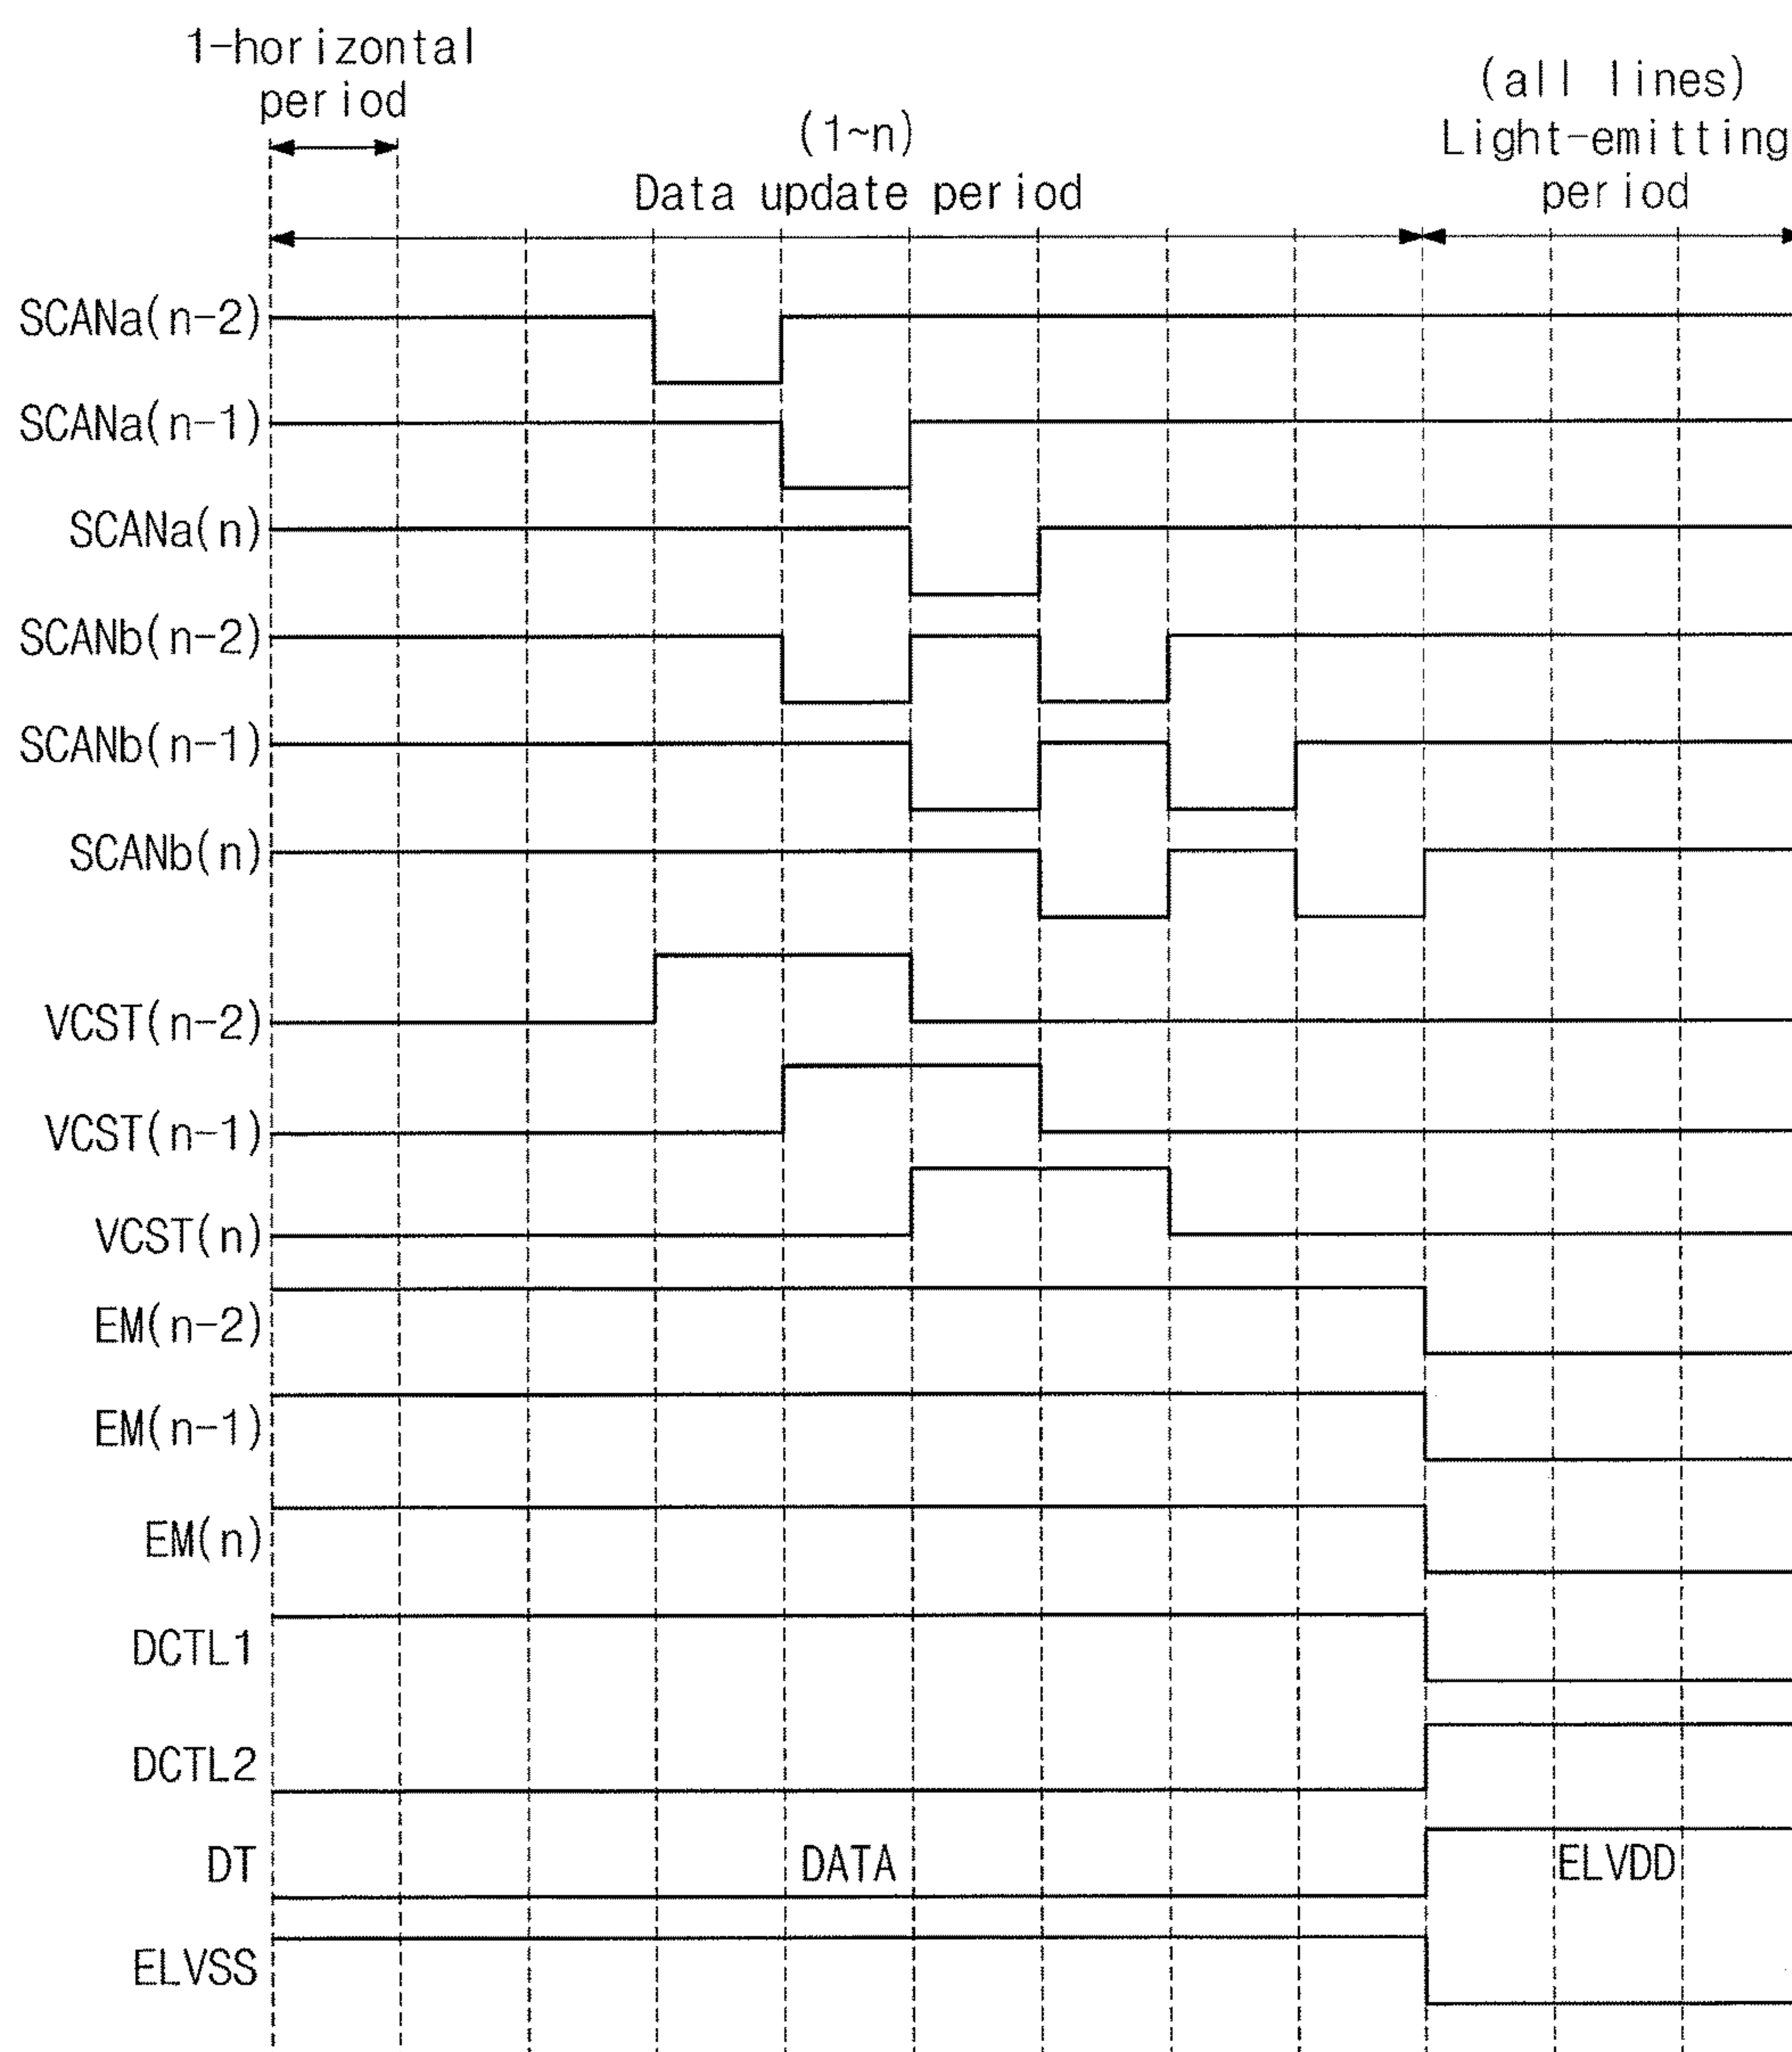 1-horizontal
period
(1~n)
Data update period
(all lines)
Light-emitting
period
SCANa(n-2)
SCANa(n-1)
SCANa(n)
SCANb(n-2)
SCANb(n-1)
SCANb(n)
VCST(n-2)
VCST(n-1)
VCST(n)
EM(n-2)
EM(n-1)
EM(n)
DCTL1
DCTL2
DT DATA ELVDD
ELVSS